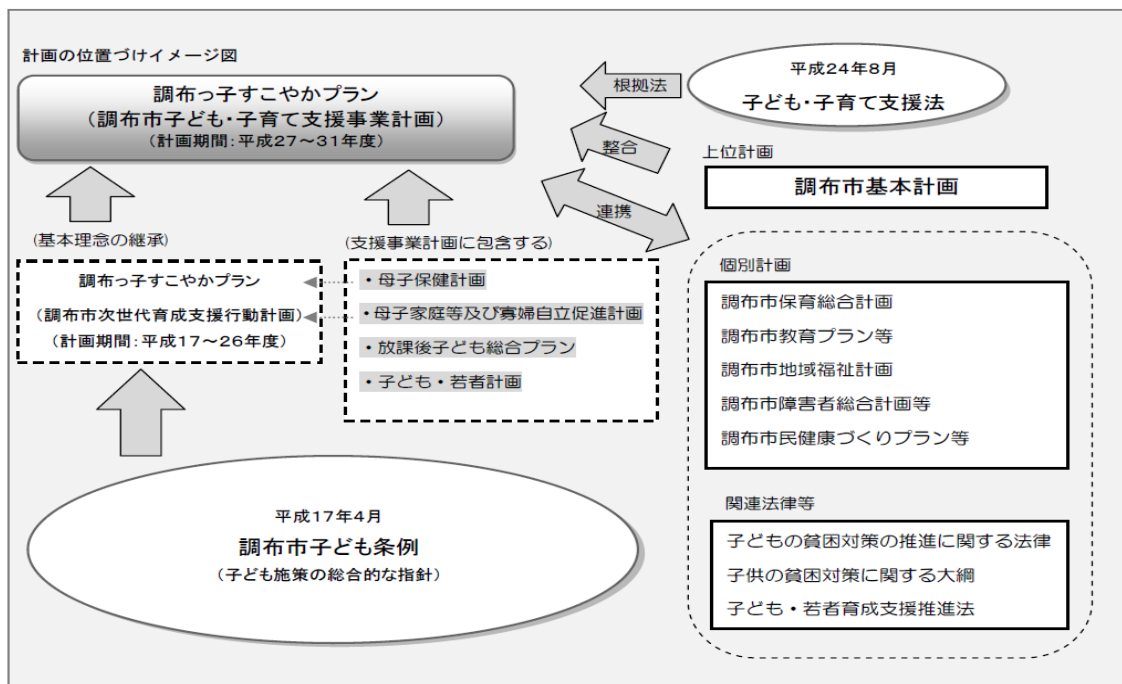 計画の位置づけイメージ図
調布っ子すこやかプラン
(調布市子ども・子育て支援事業計画)
(計画期間:平成27～31年度)
根拠法
平成24年8月
子ども・子育て支援法
整合
上位計画
調布市基本計画
連携
(基本理念の継承)
調布っ子すこやかプラン
(調布市次世代育成支援行動計画)
(計画期間:平成17～26年度)
(支援事業計画に包含する)
・母子保健計画
・母子家庭等及び寡婦自立促進計画
・放課後子ども総合プラン
・子ども・若者計画
個別計画
調布市保育総合計画
調布市教育プラン等
調布市地域福祉計画
調布市障害者総合計画等
調布市民健康づくりプラン等
平成17年4月
調布市子ども条例
(子ども施策の総合的な指針)
関連法律等
子どもの貧困対策の推進に関する法律
子供の貧困対策に関する大綱
子ども・若者育成支援推進法